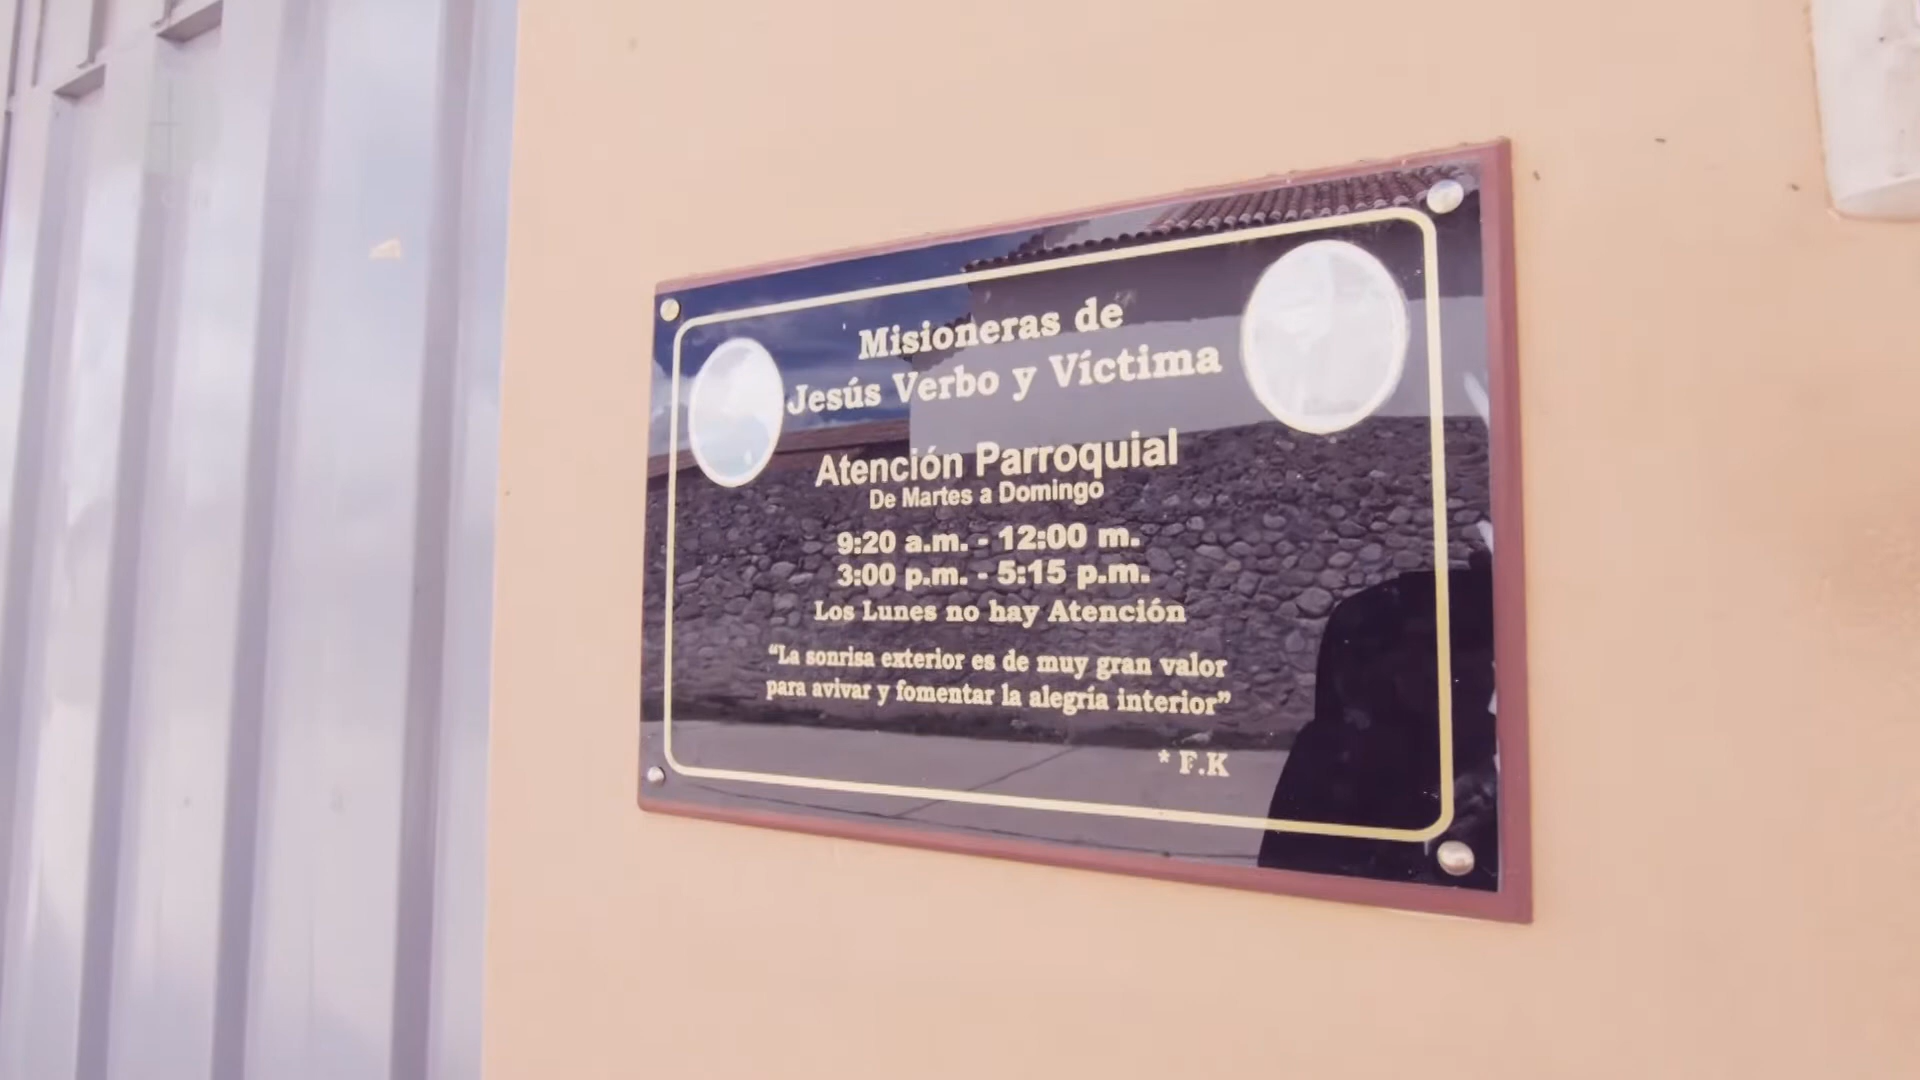 Misioneras de
Jesús Verbo y Víctima
Atención Parroquial
De Martes a Domingo
9:20 a.m. - 12:00 m.
3:00 p.m. - 5:15 p.m.
Los Lunes no hay Atención
“La sonrisa exterior es de muy gran valor
para avivar y fomentar la alegría interior”
* F.K